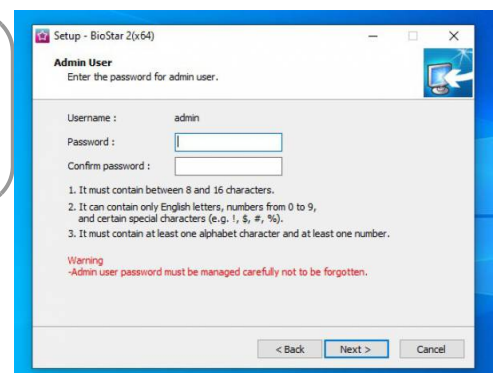 Setup - BioStar 2(x64)
Admin User
Enter the password for admin user.
Username :
admin
Password :
Confirm password :
1. It must contain between 8 and 16 characters.
2. It can contain only English letters, numbers from 0 to 9,
and certain special characters (e.g. !, $, #, %).
3. It must contain at least one alphabet character and at least one number.
Warning
-Admin user password must be managed carefully not to be forgotten.
< Back
Next >
Cancel